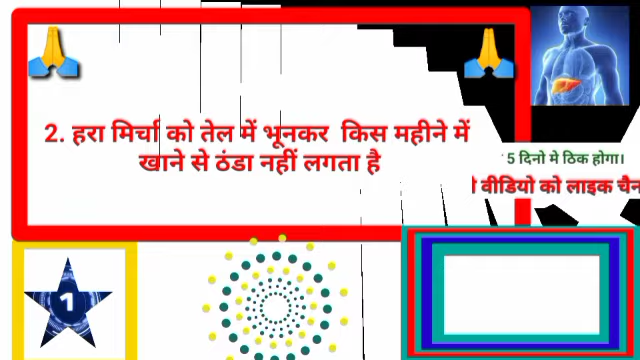 2. हरा मिर्चा को तेल में भूनकर किस महीने में
खाने से ठंडा नहीं लगता है
5 दिनो मे ठिक होगा।
वीडियो को लाइक
1